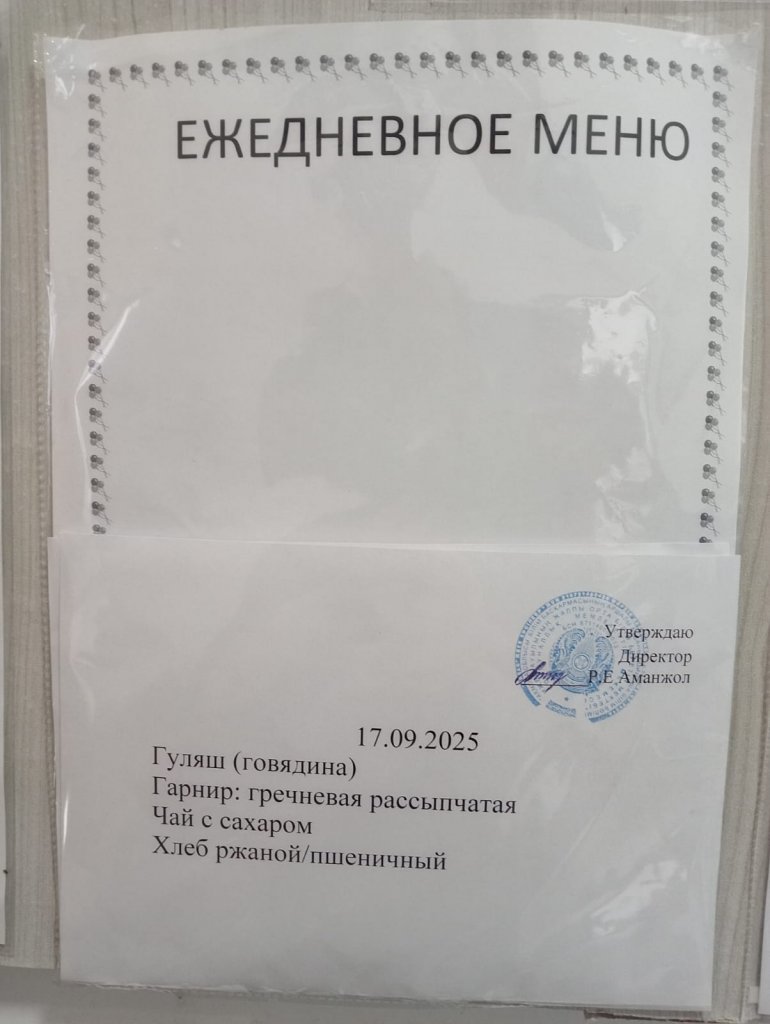 ЕЖЕДНЕВНОЕ МЕНЮ
Утверждаю
Директор
Р.Е Аманжол
17.09.2025
Гуляш (говядина)
Гарнир: гречневая рассыпчатая
Чай с сахаром
Хлеб ржаной/пшеничный